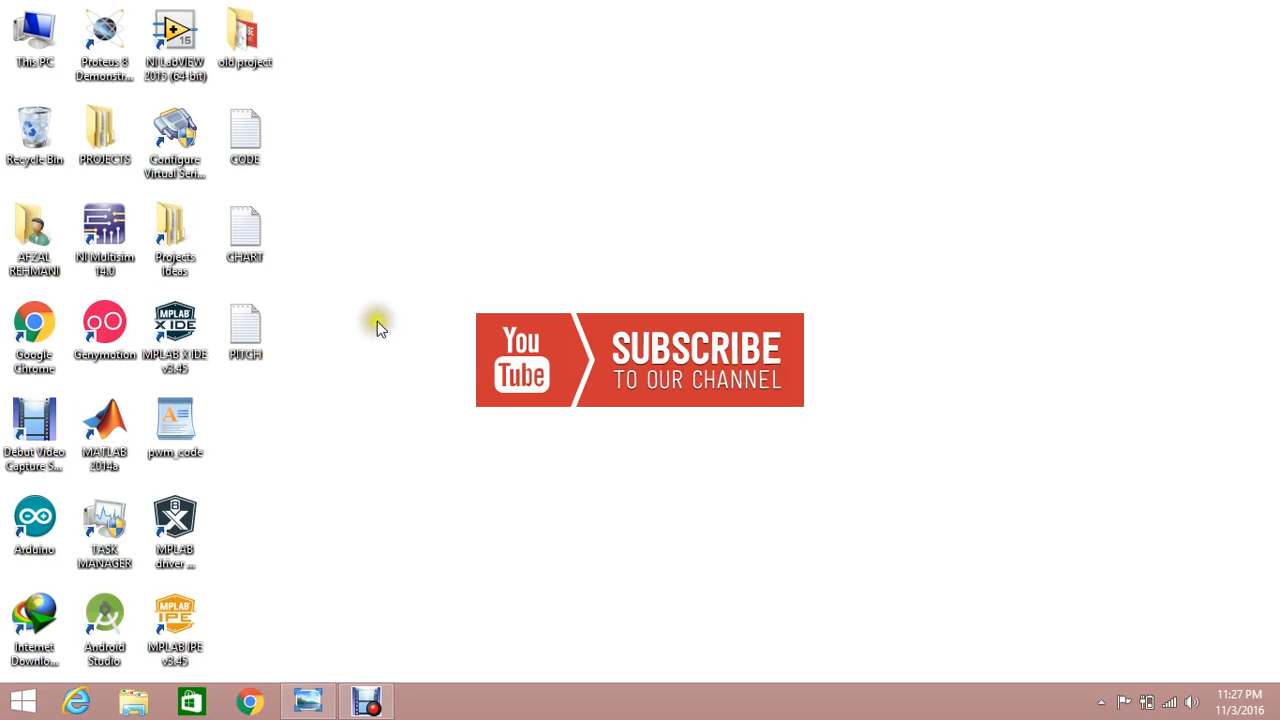 This PC
Proteus 8
Demonstr...
NI LabVIEW
2015 (64-bit)
15
old project
Recycle Bin
PROJECTS
Configure
Virtual Seri...
CODE
AFZAL
REHMANI
NI Multisim
14.0
Projects
Ideas
CHART
Google
Chrome
Genymotion
MPLAB
X IDE
MPLAB X IDE
v3.45
PITCH
You
Tube
SUBSCRIBE
TO OUR CHANNEL
Debut Video
Capture S...
MATLAB
2014a
pwm_code
Arduino
TASK
MANAGER
MPLAB
driver ...
Internet
Downlo...
Android
Studio
MPLAB
IPE
MPLAB IPE
v3.45
11:27 PM
11/3/2016